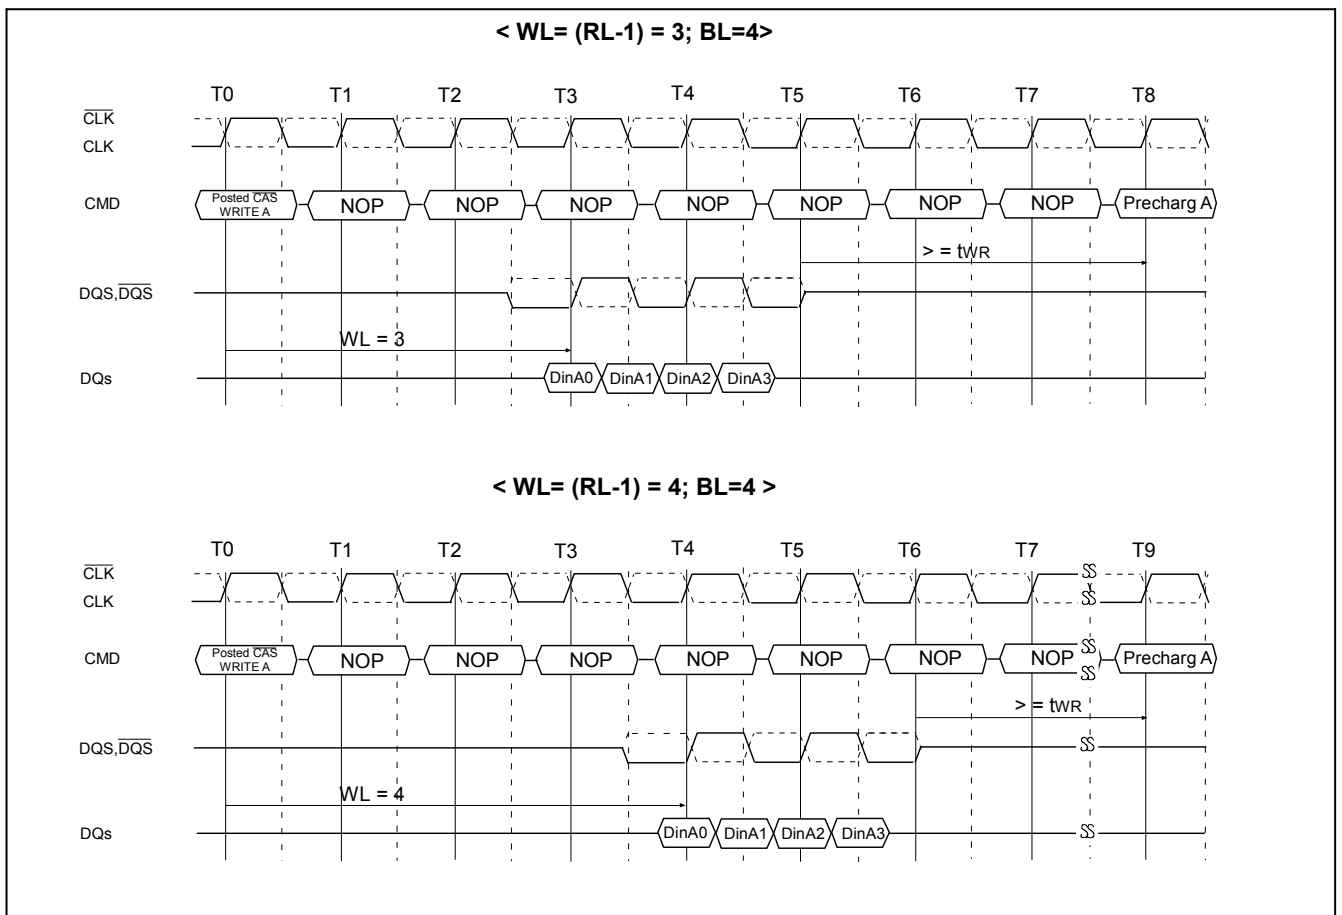 < WL= (RL-1) = 3; BL=4>
T0 T1 T2 T3 T4 T5 T6 T7 T8
CLK
CLK
CMD Posted CAS WRITE A NOP NOP NOP NOP NOP NOP NOP Precharg A
> = tWR
DQS,DQS
WL = 3
DQs DinA0 DinA1 DinA2 DinA3
< WL= (RL-1) = 4; BL=4 >
T0 T1 T2 T3 T4 T5 T6 T7 T9
CLK
CLK
CMD Posted CAS WRITE A NOP NOP NOP NOP NOP NOP NOP Precharg A
> = tWR
DQS,DQS
WL = 4
DQs DinA0 DinA1 DinA2 DinA3